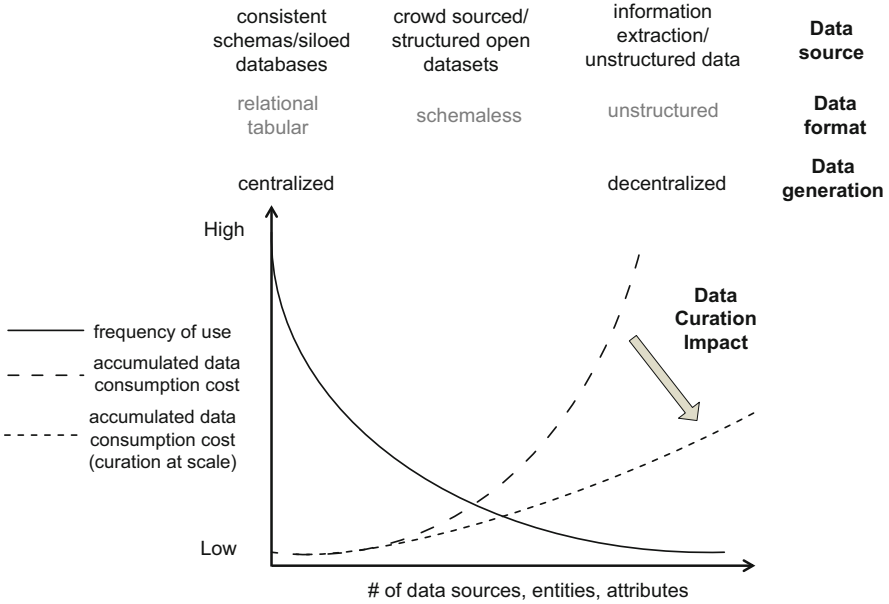 consistent
schemas/siloed
databases
crowd sourced/
structured open
datasets
information
extraction/
unstructured data
Data
source
relational
tabular
schemaless
unstructured
Data
format
centralized
decentralized
Data
generation
High
Data
Curation
Impact
frequency of use
accumulated data
consumption cost
accumulated data
consumption cost
(curation at scale)
Low
# of data sources, entities, attributes